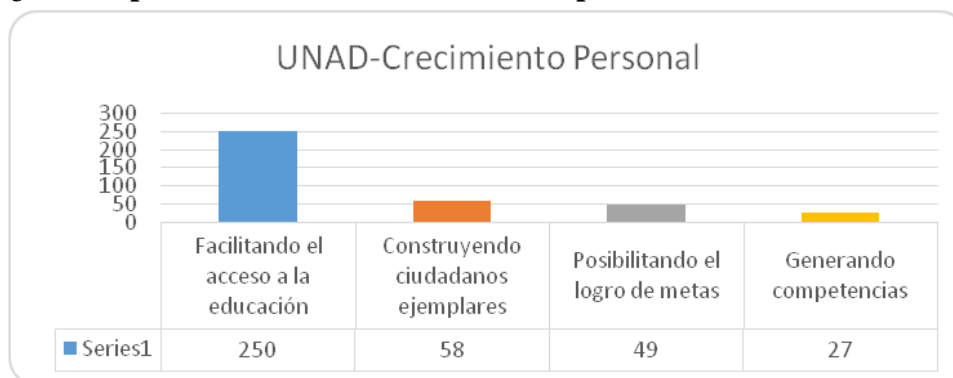 UNAD-Crecimiento Personal
300
250
200
150
100
50
0
Facilitando el
acceso a la
educación
Construyendo
ciudadanos
ejemplares
Posibilitando el
logro de metas
Generando
competencias
Series1 250 58 49 27